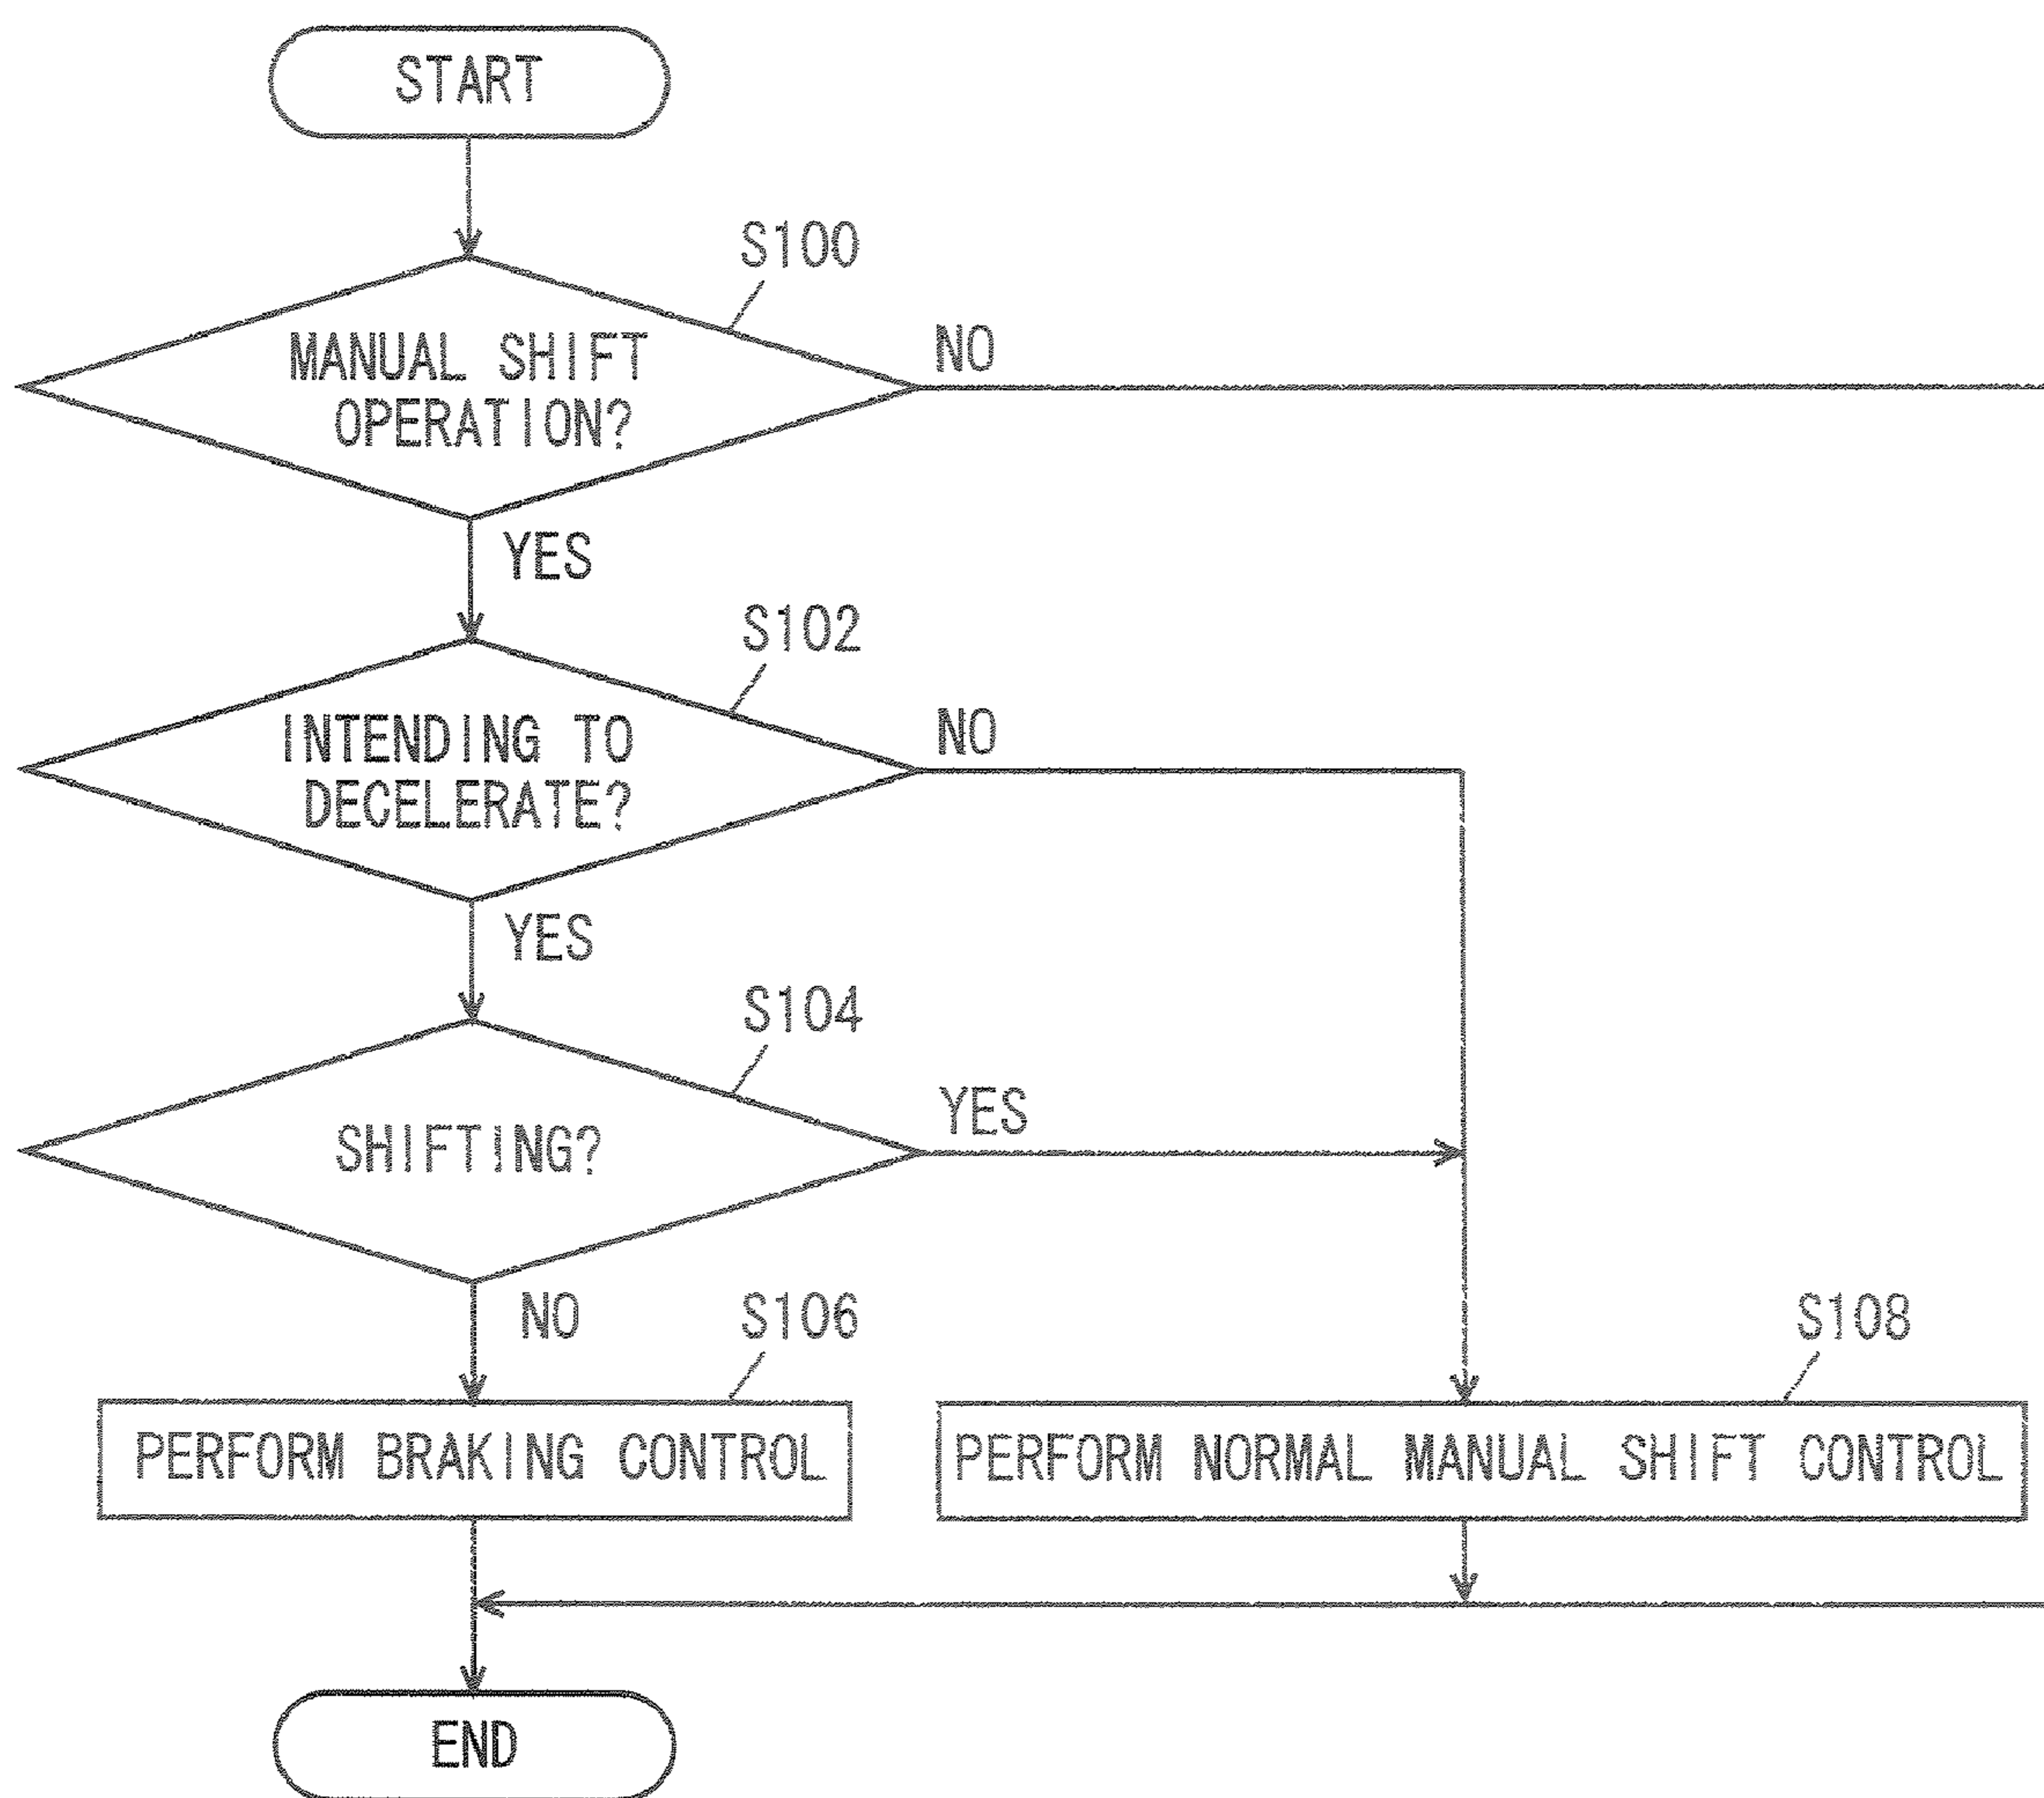 START
S100
MANUAL SHIFT
OPERATION?
NO
YES
S102
INTENDING TO
DECELERATE?
NO
YES
S104
SHIFTING?
YES
NO
S106
S108
PERFORM BRAKING CONTROL
PERFORM NORMAL MANUAL SHIFT CONTROL
END